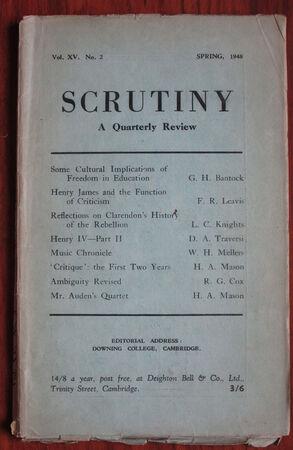 Vol. XV. No. 2 SPRING, 1948
SCRUTINY
A Quarterly Review
Some Cultural Implications of
Freedom in Education G. H. Bantock
Henry James and the Function
of Criticism F. R. Leavis
Reflections on Clarendon's History
of the Rebellion L. C. Knights
Henry IV—Part II D. A. Traversi
Music Chronicle W. H. Mellers
'Critique': the First Two Years H. A. Mason
Ambiguity Revised R. G. Cox
Mr. Auden's Quartet H. A. Mason
EDITORIAL ADDRESS:
DOWNING COLLEGE, CAMBRIDGE.
14/8 a year, post free, at Deighton Bell & Co., Ltd.,
Trinity Street, Cambridge. 3/6